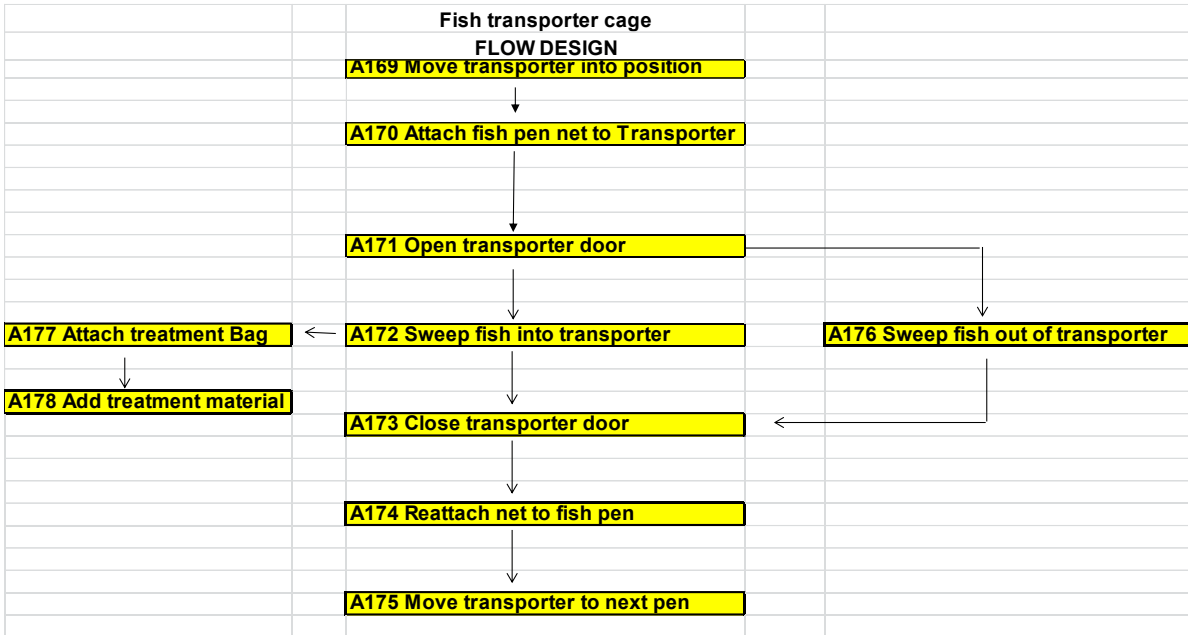 Fish transporter cage
FLOW DESIGN
A169 Move transporter into position
A170 Attach fish pen net to Transporter
A171 Open transporter door
A177 Attach treatment Bag
A172 Sweep fish into transporter
A176 Sweep fish out of transporter
A178 Add treatment material
A173 Close transporter door
A174 Reattach net to fish pen
A175 Move transporter to next pen